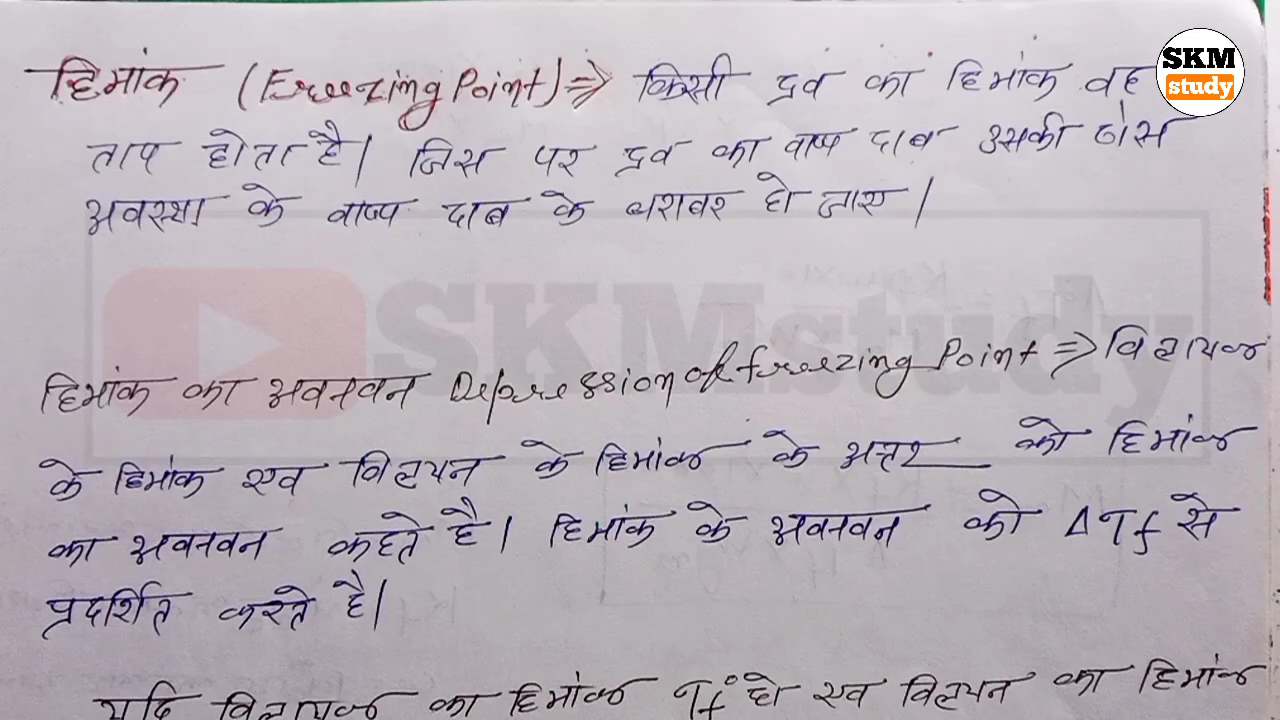 SKM
study
हिमांक (Freezing Point) ⇒ किसी द्रव का हिमांक वह
ताप होता है। जिस पर द्रव का वाष्प दाब उसकी ठोस
अवस्था के वाष्प दाब के बराबर हो जाए।
SKMstudy
हिमांक का अवनवन Depression of freezing Point ⇒ विलायक
के हिमांक एव विलयन के हिमांक के अन्तर को हिमांक
का अवनवन कहते है। हिमांक के अवनवन को ΔTf से
प्रदर्शित करते है।
यदि विलायक का हिमांक Tf° हो एव विलयन का हिमांक